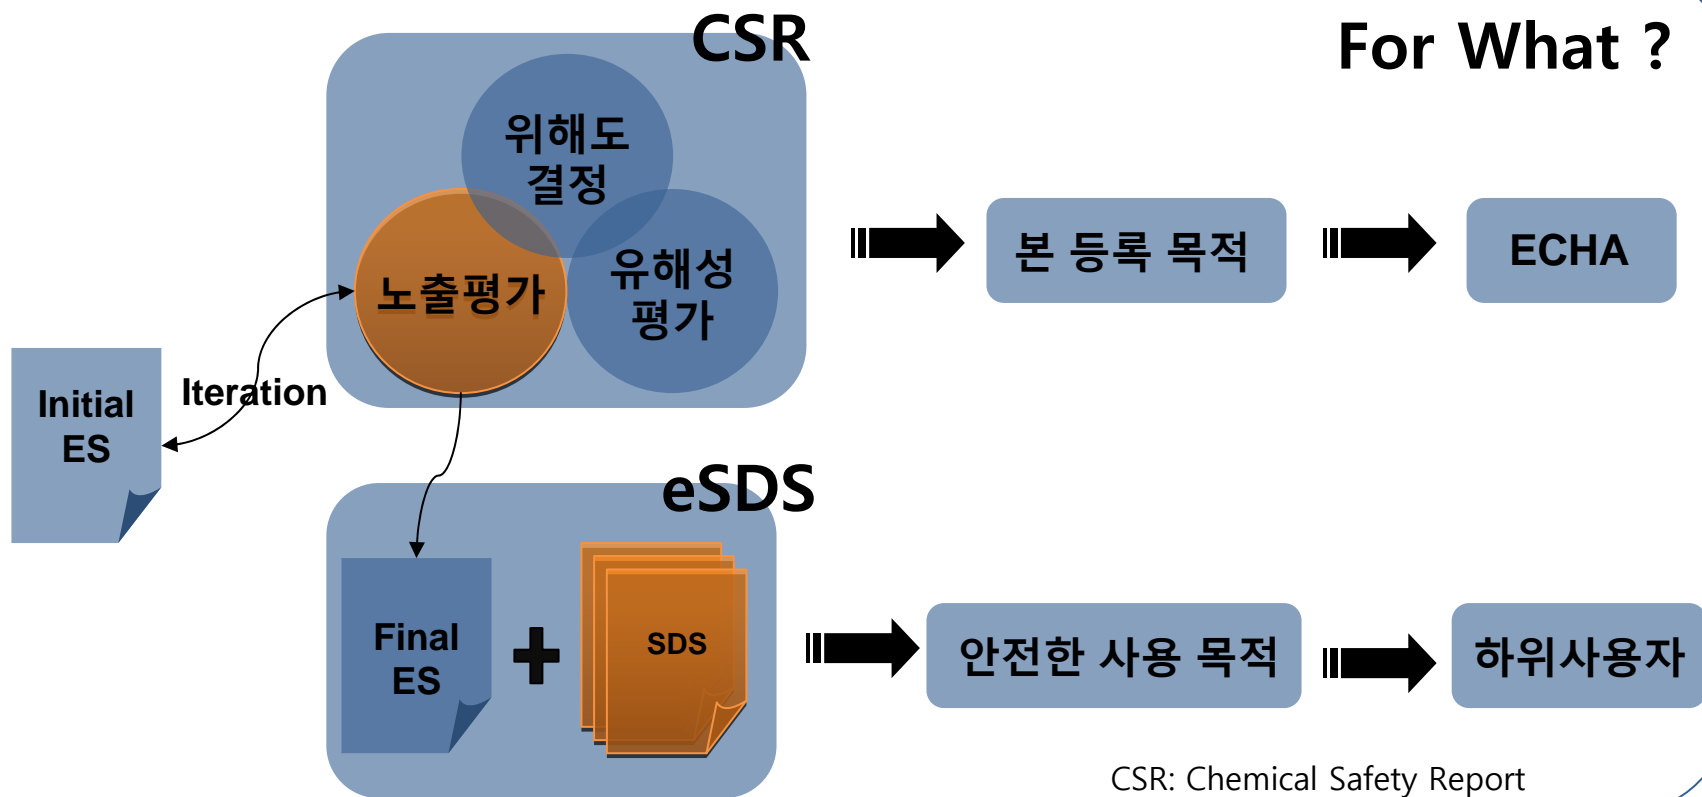 CSR
For What ?
위해도
결정
유해성
평가
노출평가
본 등록 목적
ECHA
Initial
ES
Iteration
eSDS
Final
ES
SDS
안전한 사용 목적
하위사용자
CSR: Chemical Safety Report